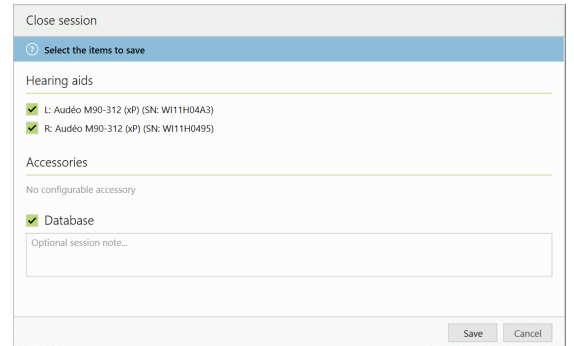 Close session
? Select the items to save
Hearing aids
L: Audéo M90-312 (xP) (SN: WI11H04A3)
R: Audéo M90-312 (xP) (SN: WI11H0495)
Accessories
No configurable accessory
Database
Optional session note...
Save Cancel